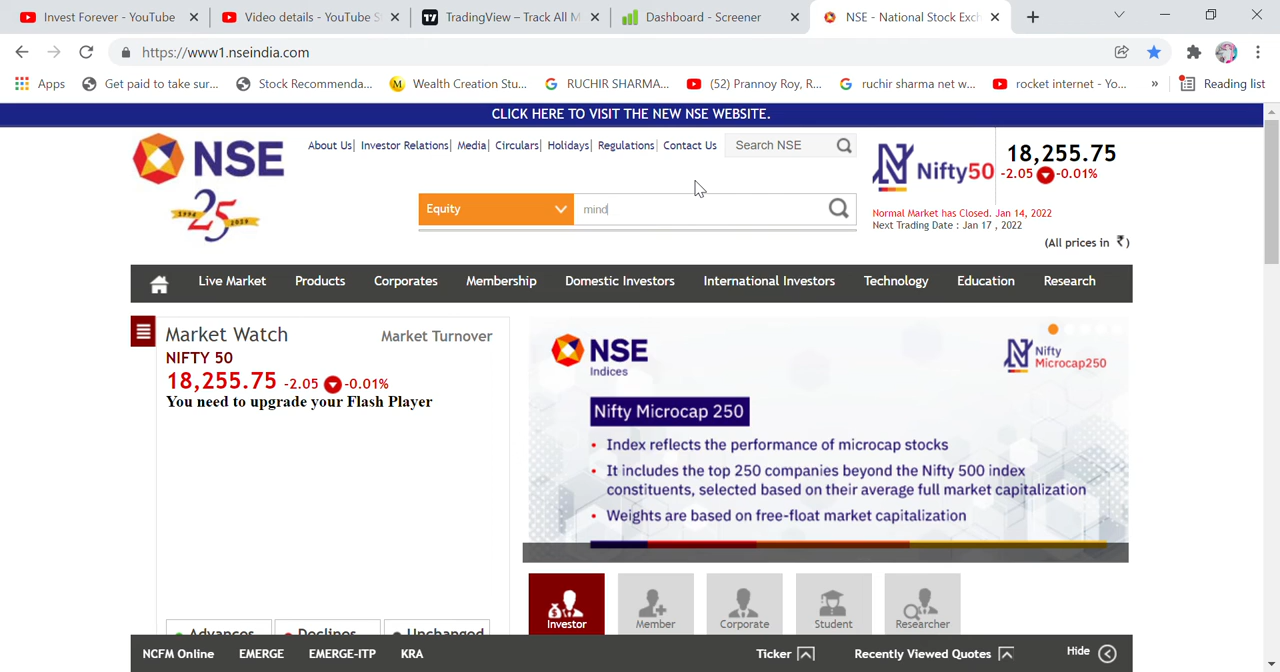 Invest Forever - YouTube
Video details - YouTube S
TradingView – Track All M
Dashboard - Screener
NSE - National Stock Exch
https://www1.nseindia.com
Apps
Get paid to take sur...
Stock Recommenda...
Wealth Creation Stu...
RUCHIR SHARMA...
(52) Prannoy Roy, R...
ruchir sharma net w...
rocket internet - Yo...
»
Reading list
CLICK HERE TO VISIT THE NEW NSE WEBSITE.
NSE
About Us|
Investor Relations|
Media|
Circulars|
Holidays|
Regulations|
Contact Us
Search NSE
Nifty50
18,255.75
-2.05 -0.01%
1994 2019
25
Equity
mind
Normal Market has Closed. Jan 14, 2022
Next Trading Date : Jan 17 , 2022
(All prices in ₹)
Live Market
Products
Corporates
Membership
Domestic Investors
International Investors
Technology
Education
Research
Market Watch
Market Turnover
NIFTY 50
18,255.75 -2.05 -0.01%
You need to upgrade your Flash Player
NSE
Indices
Nifty
Microcap250
Nifty Microcap 250
• Index reflects the performance of microcap stocks
• It includes the top 250 companies beyond the Nifty 500 index
constituents, selected based on their average full market capitalization
• Weights are based on free-float market capitalization
Investor
Member
Corporate
Student
Researcher
Advances
Declines
Unchanged
NCFM Online
EMERGE
EMERGE-ITP
KRA
Ticker
Recently Viewed Quotes
Hide